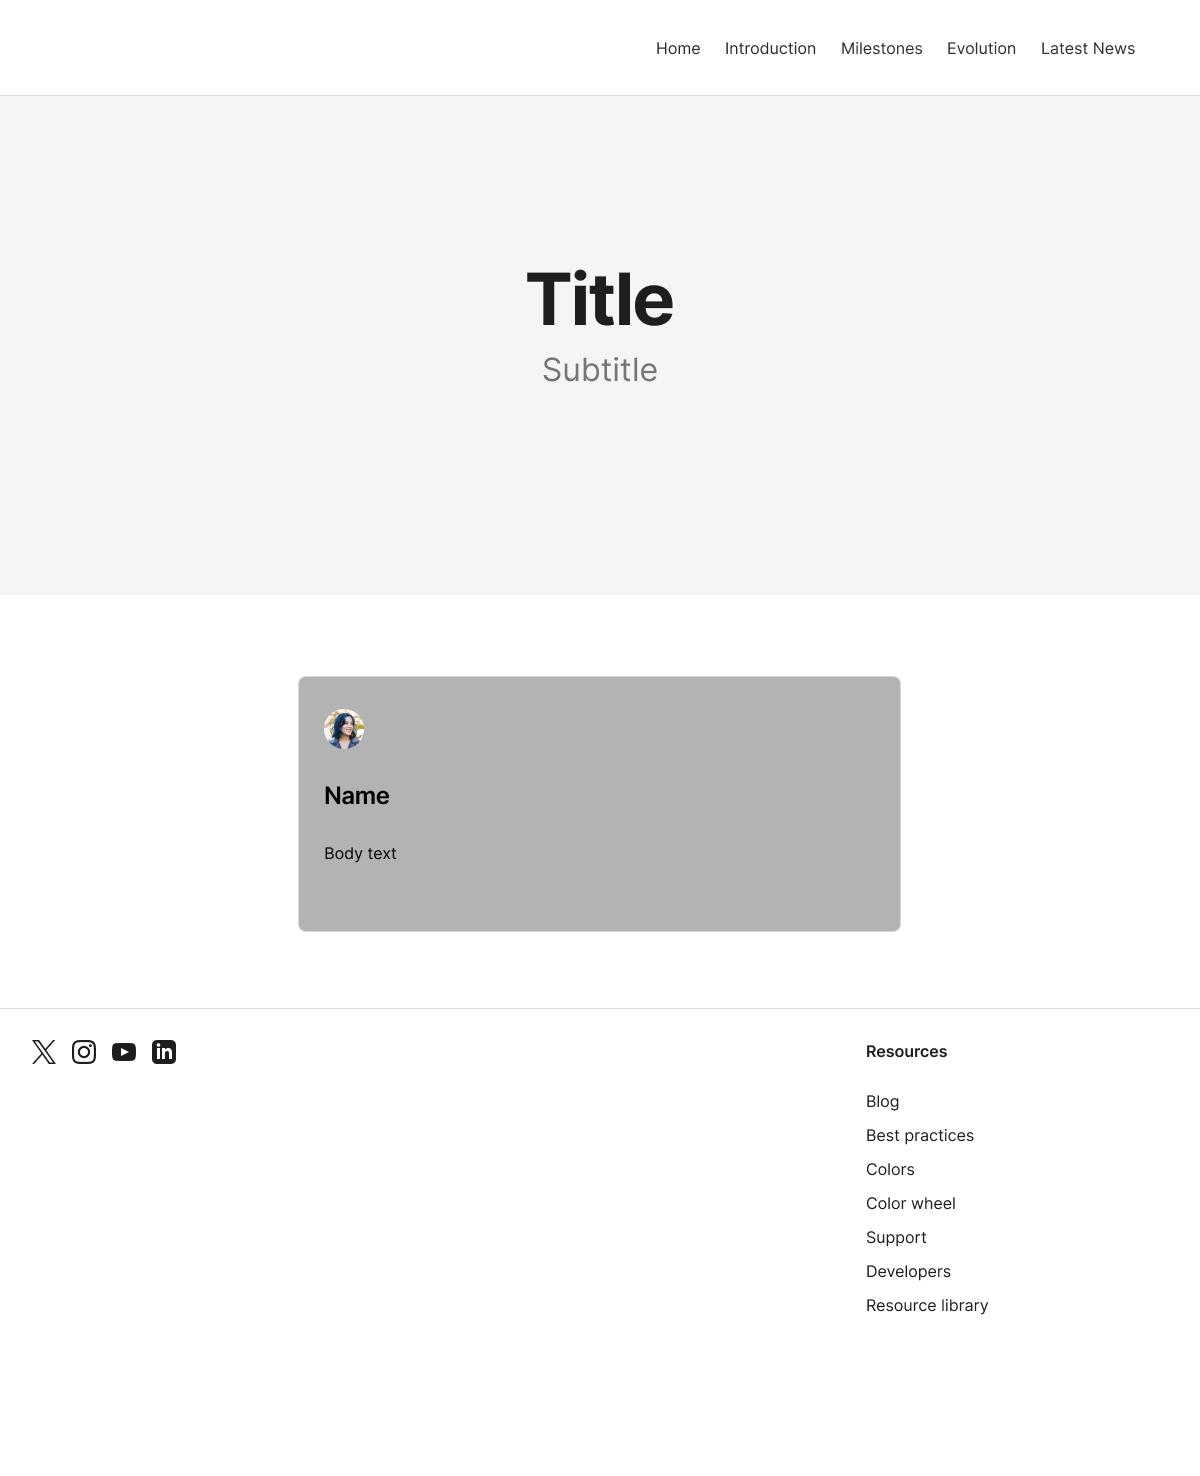 Home Introduction Milestones Evolution Latest News
Title
Subtitle
Name
Body text
Resources
Blog
Best practices
Colors
Color wheel
Support
Developers
Resource library